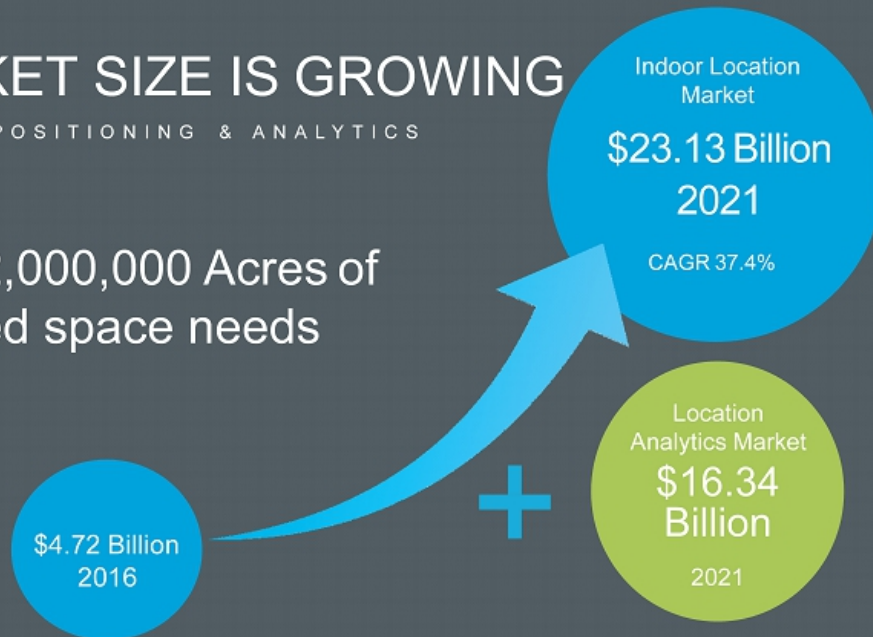 KET SIZE IS GROWING
POSITIONING & ANALYTICS
,000,000 Acres of
ed space needs
Indoor Location
Market
$23.13 Billion
2021
CAGR 37.4%
$4.72 Billion
2016
+
Location
Analytics Market
$16.34
Billion
2021